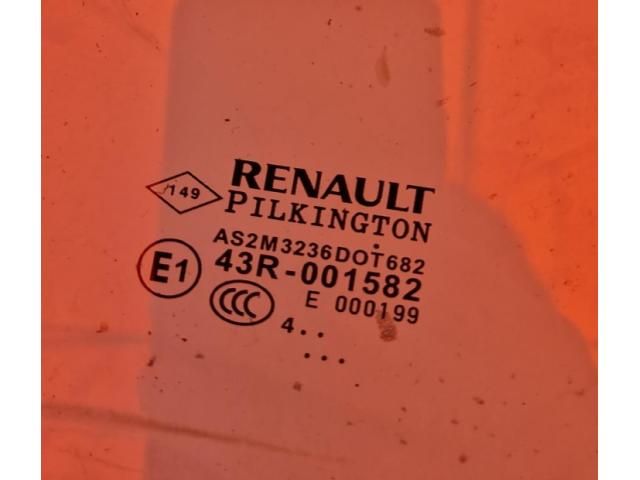 RENAULT
149
PILKINGTON
AS2M3236DOT682
E1
43R-001582
CCC
E 000199
4..
...